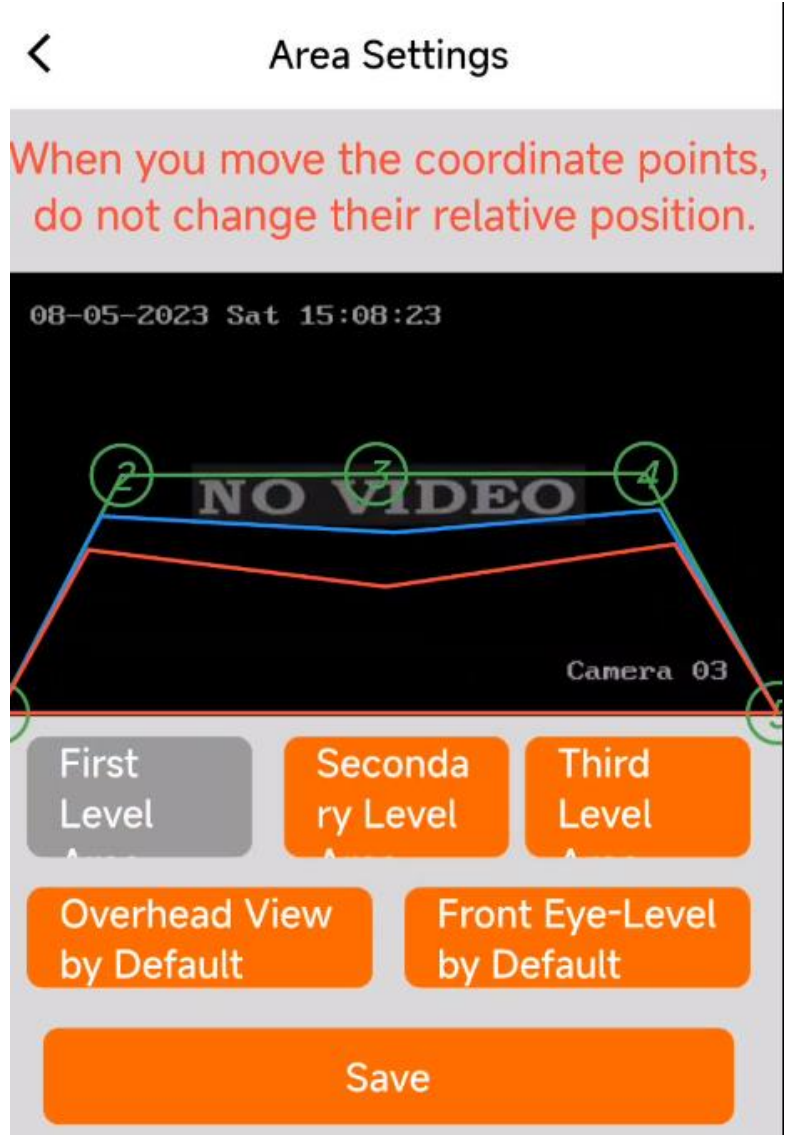 Area Settings
When you move the coordinate points,
do not change their relative position.
08-05-2023 Sat 15:08:23
2 3 4
NO VIDEO
Camera 03
First
Level
Seconda
ry Level
Third
Level
Overhead View
by Default
Front Eye-Level
by Default
Save